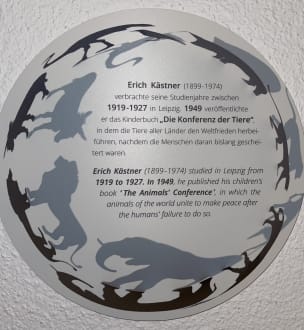 Erich Kästner (1899-1974)
verbrachte seine Studienjahre zwischen
1919-1927 in Leipzig. 1949 veröffentlichte
er das Kinderbuch „Die Konferenz der Tiere“,
in dem die Tiere aller Länder den Weltfrieden herbei-
führen, nachdem die Menschen daran bislang geschei-
tert waren.
Erich Kästner (1899-1974) studied in Leipzig from
1919 to 1927. In 1949, he published his children's
book "The Animals' Conference", in which the
animals of the world unite to make peace after
the humans' failure to do so.